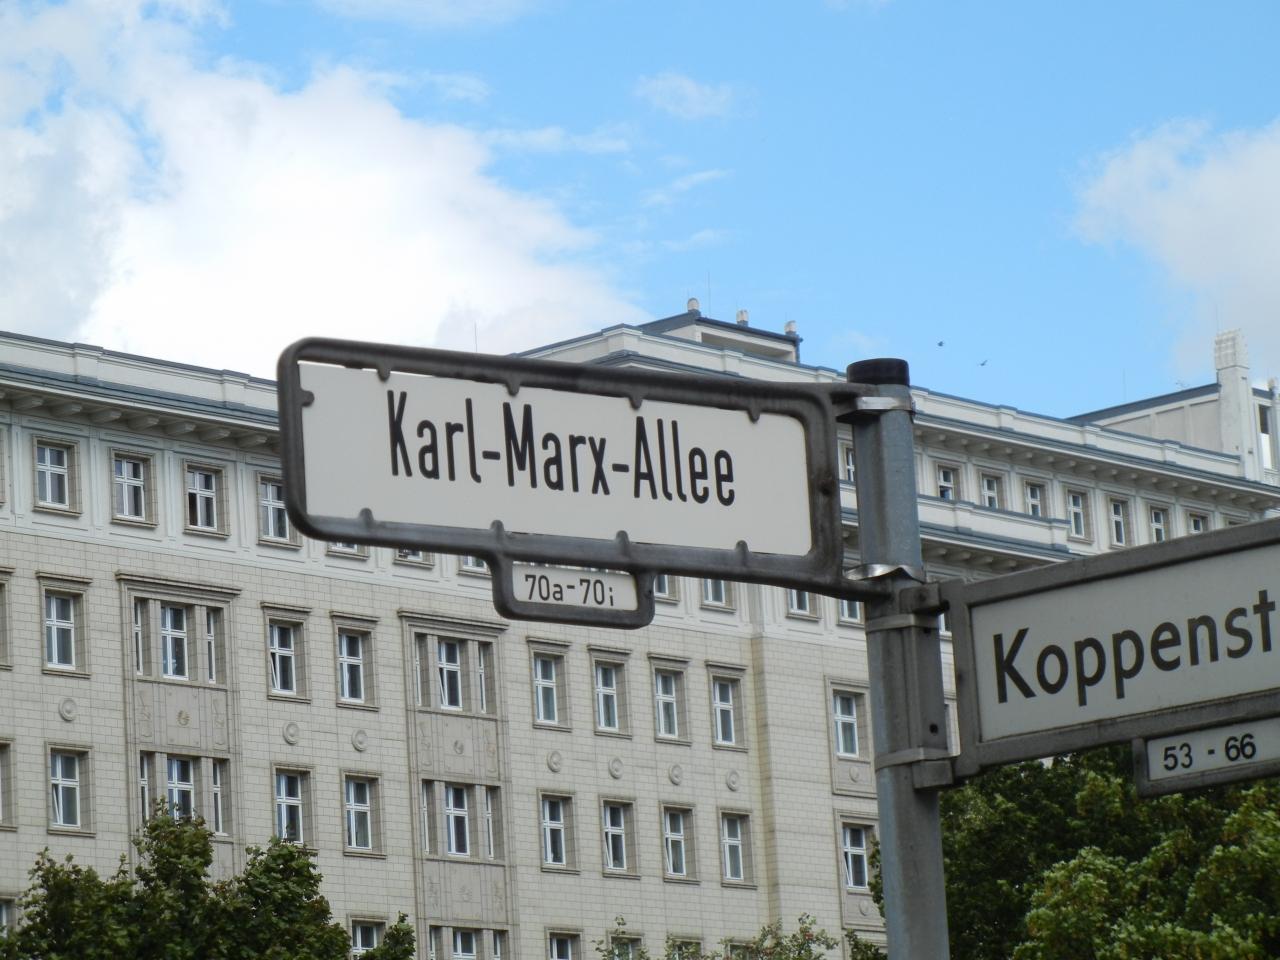 Karl-Marx-Allee
70a-70i
Koppenst
53 - 66